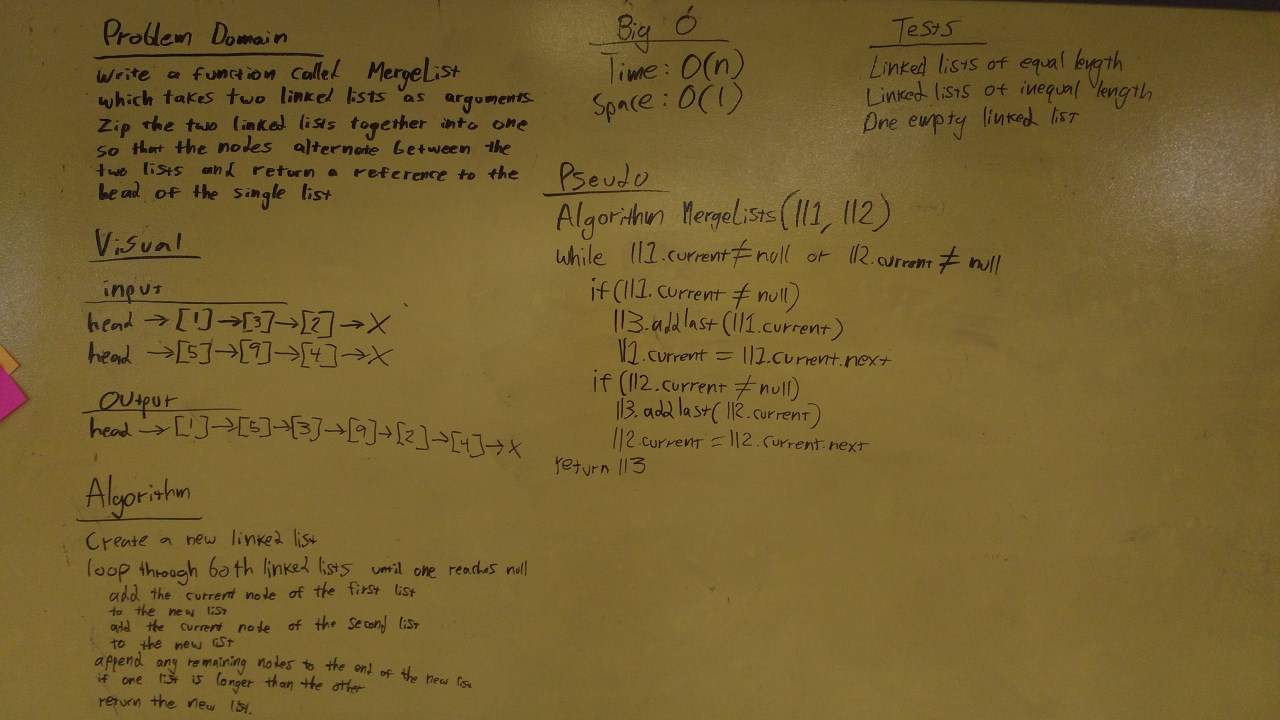 Problem Domain
Write a function called MergeList
which takes two linked lists as arguments
Zip the two linked lists together into one
so that the nodes alternate between the
two lists and return a reference to the
head of the single list
Visual
input
head → [1] → [3] → [2] → X
head → [5] → [9] → [4] → X
Output
head → [1] → [5] → [3] → [9] → [2] → [4] → X
Algorithm
Create a new linked list
loop through both linked lists until one reaches null
add the current node of the first list
to the new list
add the current node of the second list
to the new list
append any remaining nodes to the end of the new list
if one list is longer than the other
return the new list.
Big O
Time: O(n)
Space: O(1)
Tests
Linked lists of equal length
Linked lists of inequal length
One empty linked list
Pseudo
Algorithm MergeLists(ll1, ll2)
while ll1.current ≠ null or ll2.current ≠ null
if (ll1.current ≠ null)
ll3.addlast(ll1.current)
ll1.current = ll1.current.next
if (ll2.current ≠ null)
ll3.addlast(ll2.current)
ll2.current = ll2.current.next
return ll3